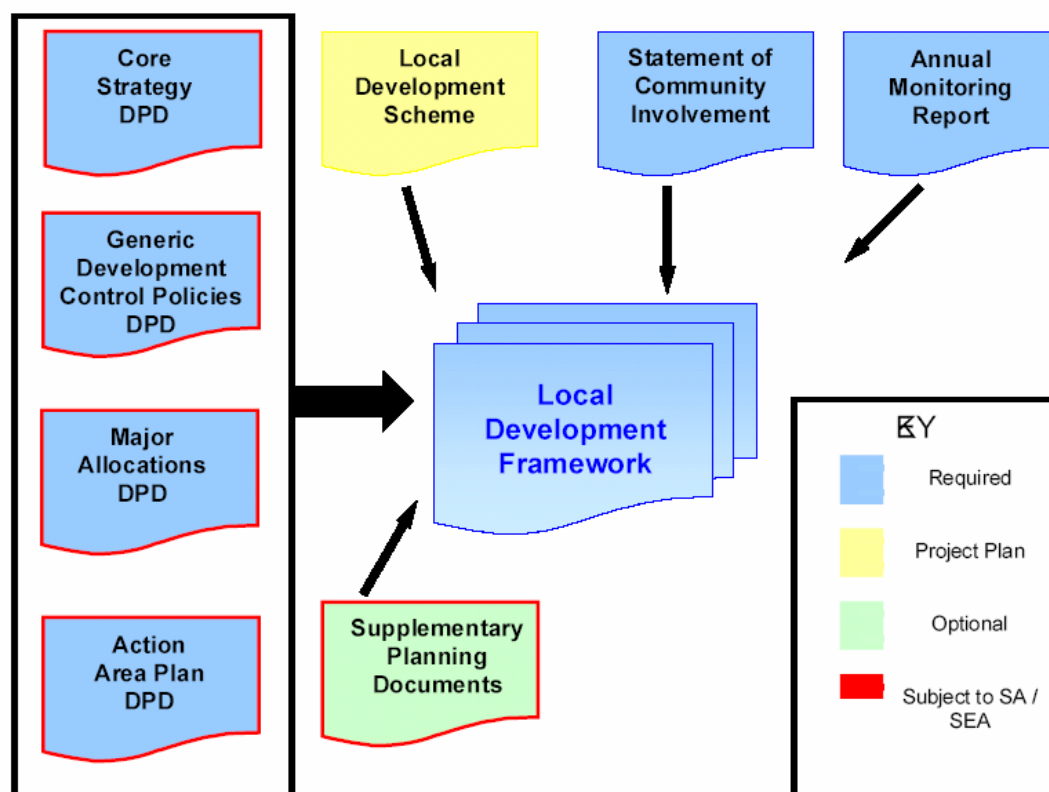 Core
Strategy
DPD
Generic
Development
Control Policies
DPD
Major
Allocations
DPD
Action
Area Plan
DPD
Local
Development
Scheme
Statement of
Community
Involvement
Annual
Monitoring
Report
Local
Development
Framework
Supplementary
Planning
Documents
KEY
Required
Project Plan
Optional
Subject to SA /
SEA